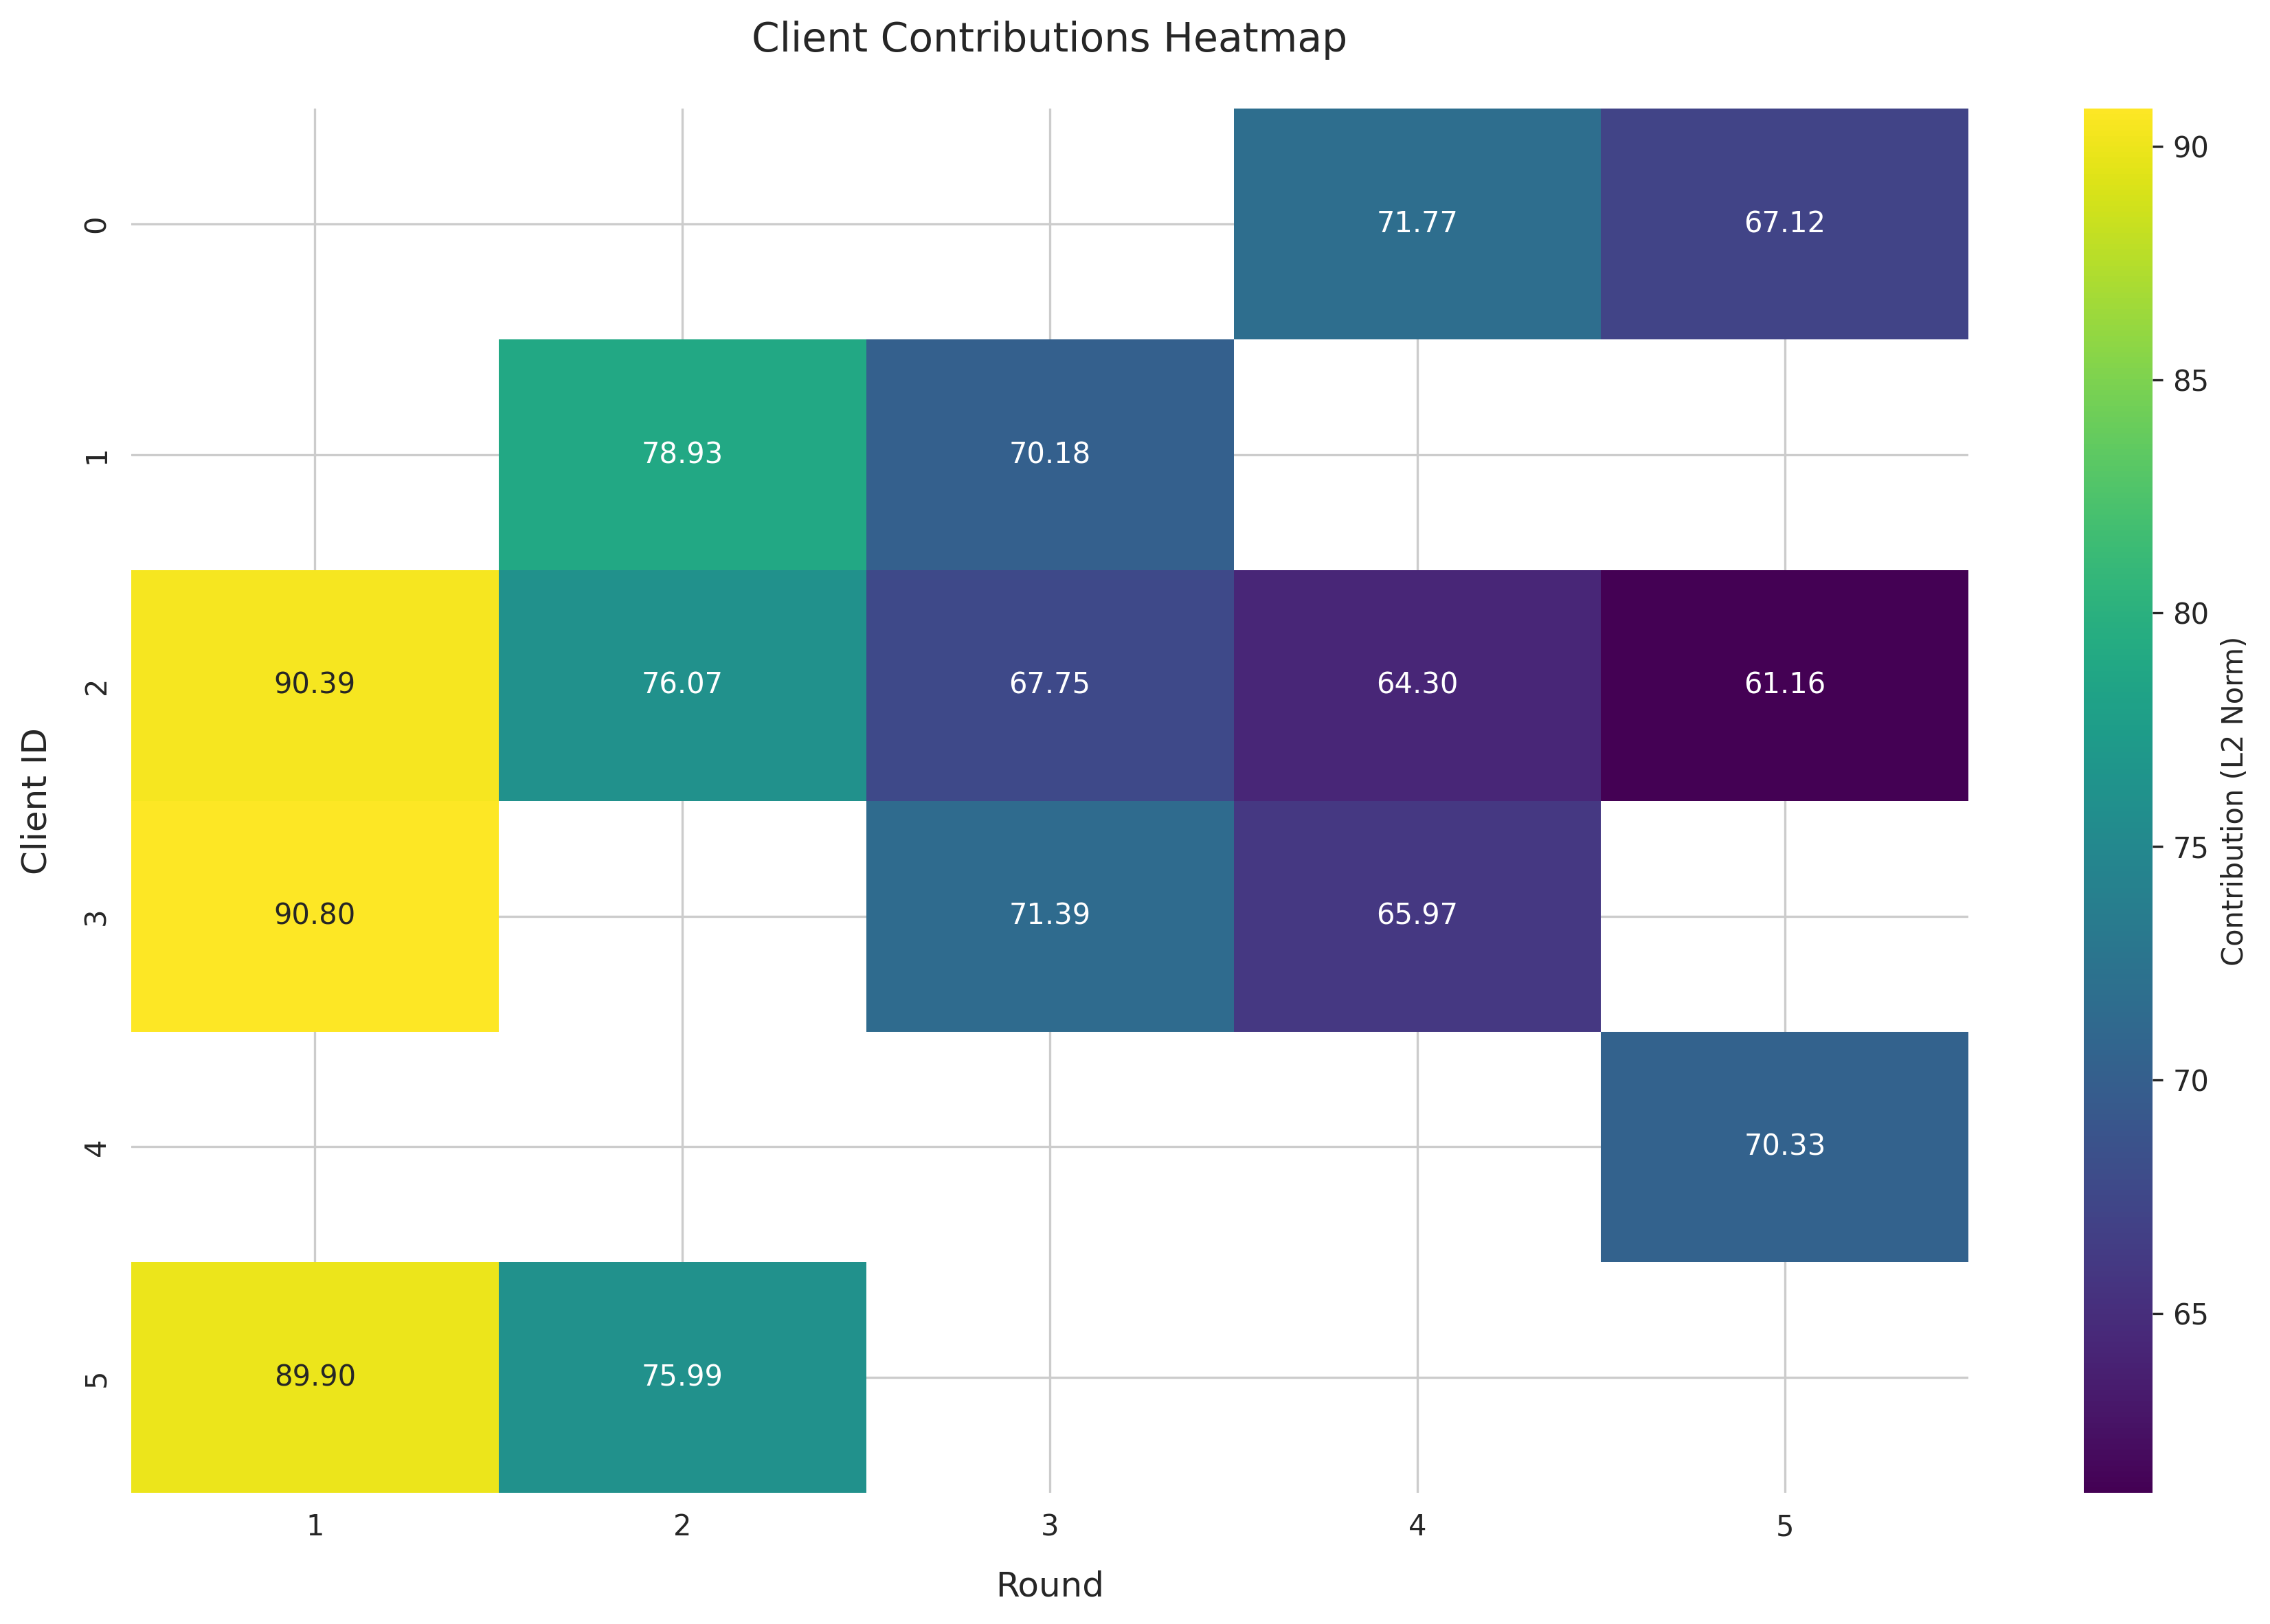 Client Contributions Heatmap
Client ID
0
71.77 67.12
1
78.93 70.18
2
90.39 76.07 67.75 64.30 61.16
3
90.80 71.39 65.97
4
70.33
5
89.90 75.99
1 2 3 4 5
Round
90
85
80
75
70
65
Contribution (L2 Norm)